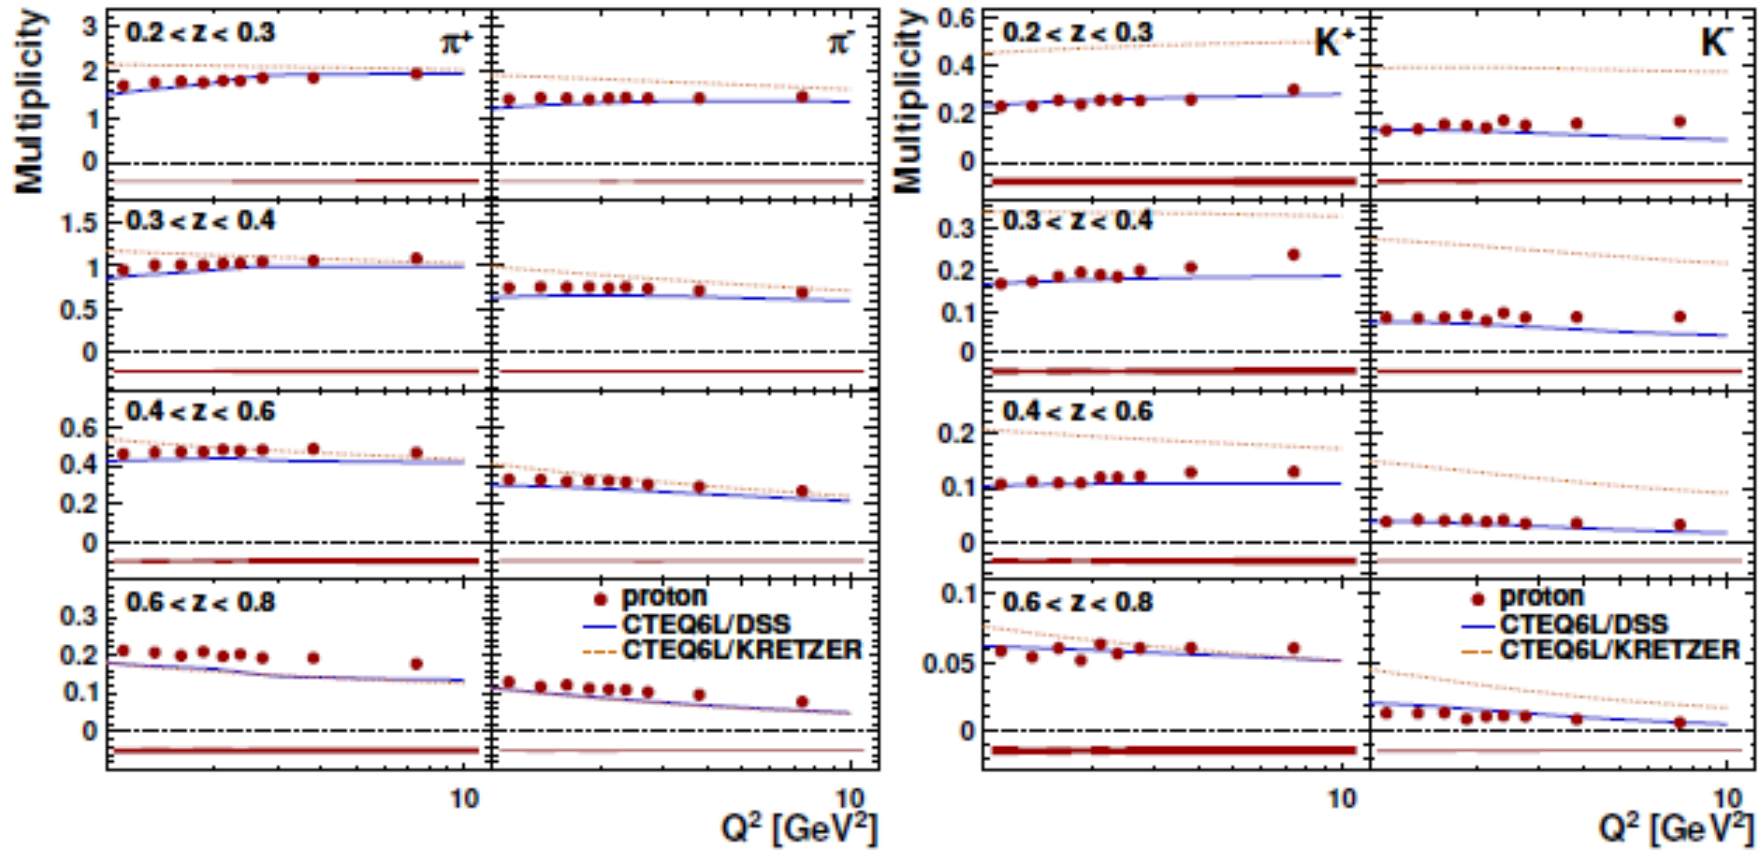 Multiplicity
0.2 < z < 0.3
π⁺
π⁻
3
2
1
0
0.3 < z < 0.4
1.5
1
0.5
0
0.4 < z < 0.6
0.6
0.4
0.2
0
0.6 < z < 0.8
0.3
0.2
0.1
0
proton
CTEQ6L/DSS
CTEQ6L/KRETZER
10
10
Q² [GeV²]
Multiplicity
0.2 < z < 0.3
K⁺
K⁻
0.6
0.4
0.2
0
0.3 < z < 0.4
0.3
0.2
0.1
0
0.4 < z < 0.6
0.2
0.1
0
0.6 < z < 0.8
0.1
0.05
0
proton
CTEQ6L/DSS
CTEQ6L/KRETZER
10
10
Q² [GeV²]